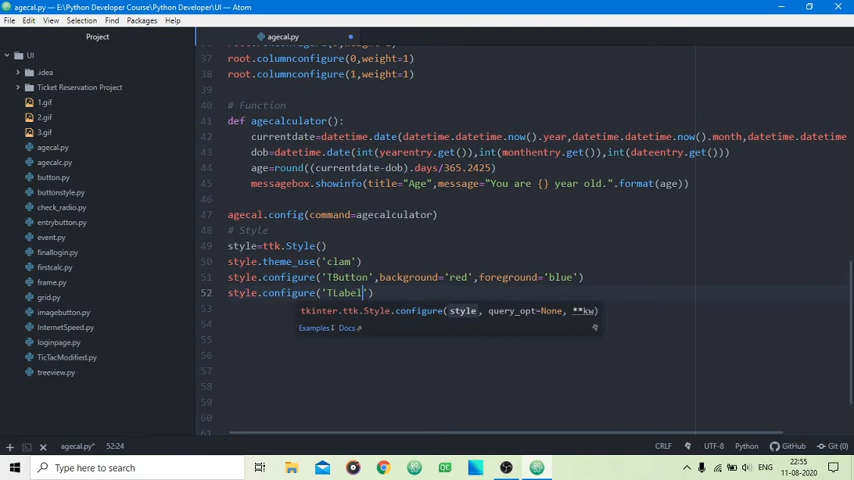 agecal.py — E:\Python Developer Course\Python Developer\UI — Atom
File Edit View Selection Find Packages Help
Project
agecal.py
UI
.idea
Ticket Reservation Project
1.gif
2.gif
3.gif
agecal.py
agecalc.py
button.py
buttonstyle.py
check_radio.py
entrybutton.py
event.py
finallogin.py
firstcalc.py
frame.py
grid.py
imagebutton.py
InternetSpeed.py
loginpage.py
TicTacModified.py
treeview.py
37 root.columnconfigure(0,weight=1)
38 root.columnconfigure(1,weight=1)
39
40 # Function
41 def agecalculator():
42 currentdate=datetime.date(datetime.datetime.now().year,datetime.datetime.now().month,datetime.datetime
43 dob=datetime.date(int(yearentry.get()),int(monthentry.get()),int(dateentry.get()))
44 age=round((currentdate-dob).days/365.2425)
45 messagebox.showinfo(title="Age",message="You are {} year old.".format(age))
46
47 agecal.config(command=agecalculator)
48 # Style
49 style=ttk.Style()
50 style.theme_use('clam')
51 style.configure('TButton',background='red',foreground='blue')
52 style.configure('TLabel')
53 tkinter.ttk.Style.configure(style, query_opt=None, **kw)
54 Examples Docs
55
56
57
58
59
60
61
agecal.py* 52:24 CRLF UTF-8 Python GitHub Git (0)
Type here to search
ENG
22:55
11-08-2020